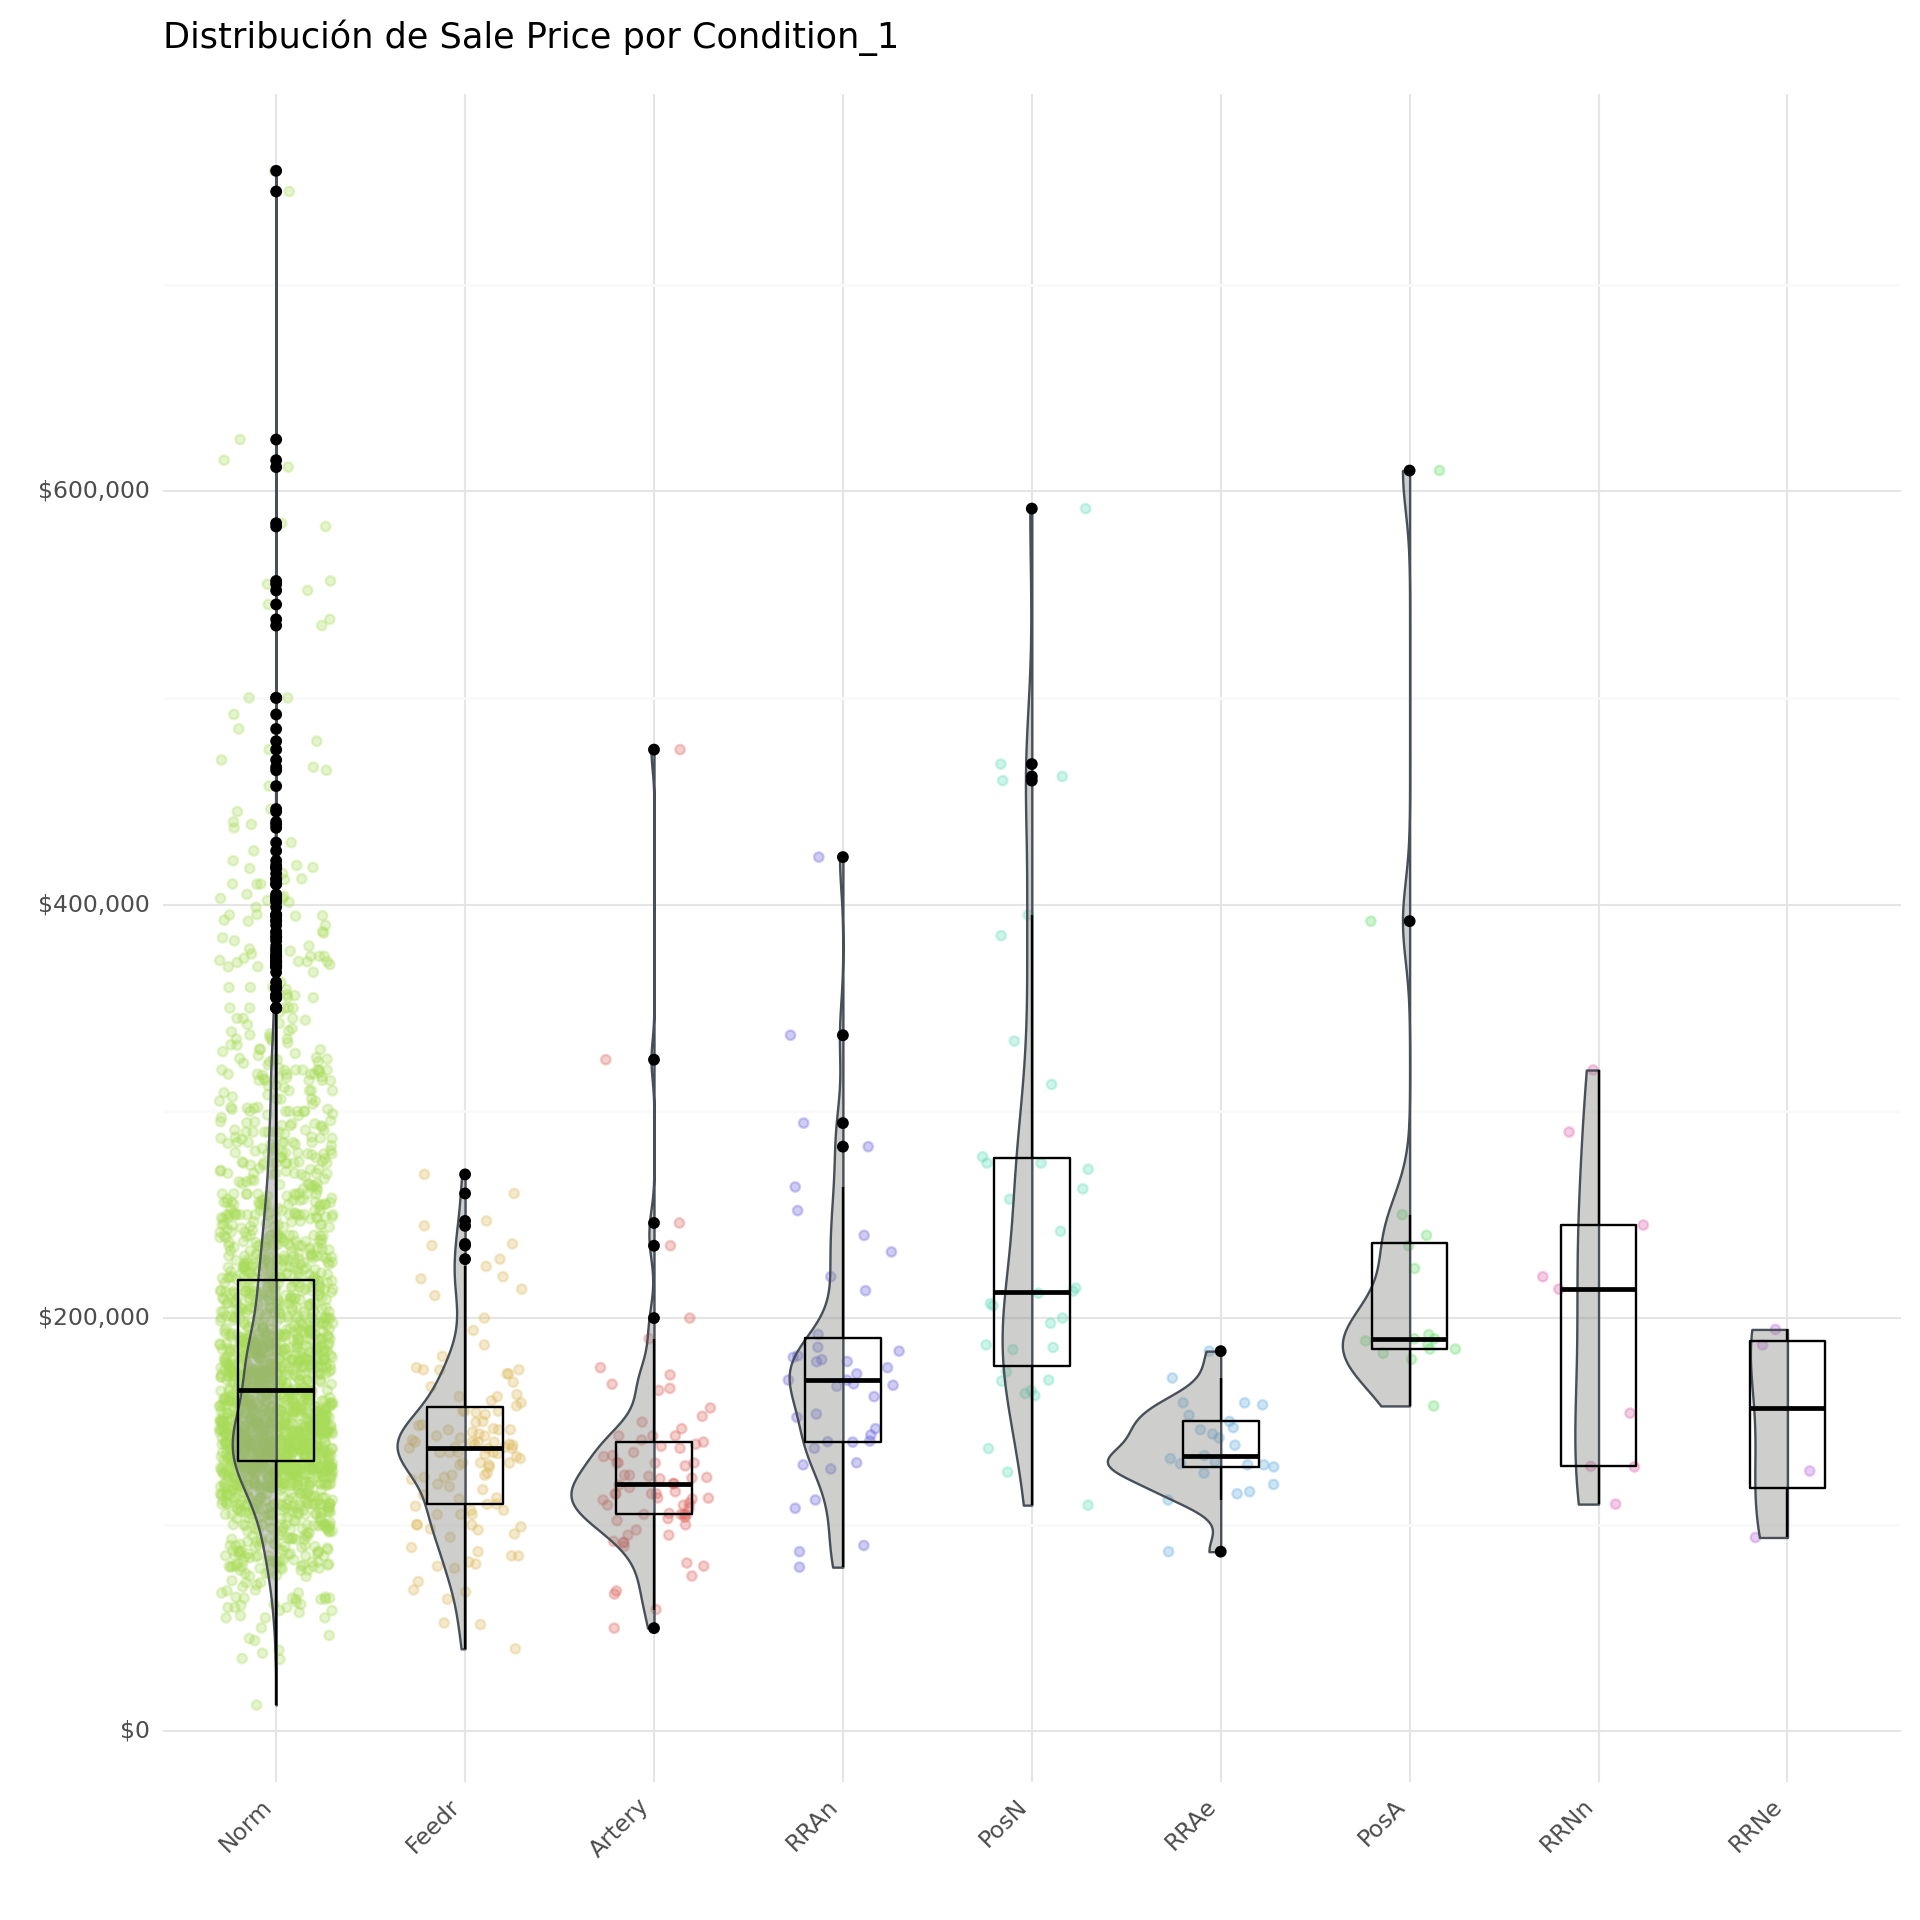 Distribución de Sale Price por Condition_1
$600,000
$400,000
$200,000
$0
Norm
Feedr
Artery
RRAn
PosN
RRAe
PosA
RRNn
RRNe